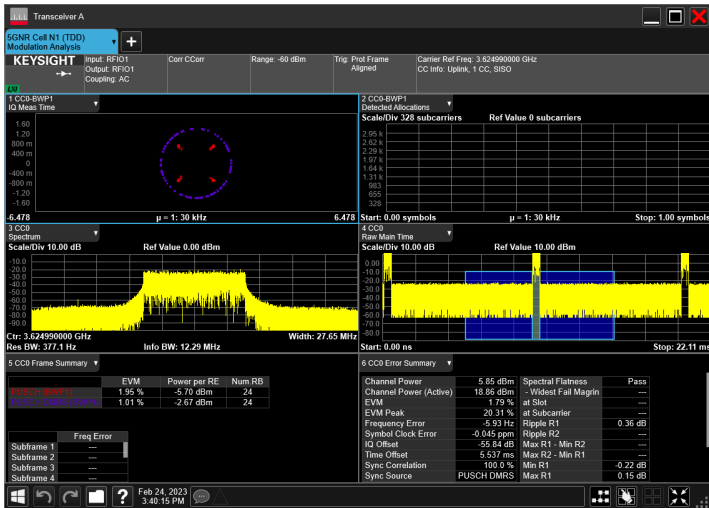 Transceiver A
5GNR Cell N1 (TDD)
Modulation Analysis
KEYSIGHT
LXI
Input: RFIO1
Output: RFIO1
Coupling: AC
Corr CCorr
Range: -60 dBm
Trig: Prot Frame
Aligned
Carrier Ref Freq: 3.624990000 GHz
CC Info: Uplink, 1 CC, SISO
1 CC0-BWP1
IQ Meas Time
1.60
1.20
800 m
400 m
0
-400 m
-800 m
-1.20
-1.60
-6.478 μ = 1: 30 kHz 6.478
2 CC0-BWP1
Detected Allocations
Scale/Div 328 subcarriers Ref Value 0 subcarriers
2.95 k
2.62 k
2.29 k
1.97 k
1.64 k
1.31 k
983
655
328
Start: 0.00 symbols μ = 1: 30 kHz Stop: 1.00 symbols
3 CC0
Spectrum
Scale/Div 10.00 dB Ref Value 0.00 dBm
-10.0
-20.0
-30.0
-40.0
-50.0
-60.0
-70.0
-80.0
-90.0
Ctr: 3.624990000 GHz Width: 27.65 MHz
Res BW: 377.1 Hz Info BW: 12.29 MHz
4 CC0
Raw Main Time
Scale/Div 10.00 dB Ref Value 10.00 dBm
0.00
-10.0
-20.0
-30.0
-40.0
-50.0
-60.0
-70.0
-80.0
Start: 0.00 ns Stop: 22.11 ms
5 CC0 Frame Summary
EVM Power per RE Num.RB
1.95 % -5.70 dBm 24
1.01 % -2.67 dBm 24
Freq Error
Subframe 1 ---
Subframe 2 ---
Subframe 3 ---
Subframe 4 ---
6 CC0 Error Summary
Channel Power 5.85 dBm Spectral Flatness Pass
Channel Power (Active) 18.86 dBm - Widest Fail Magrin ---
EVM 1.79 % at Slot ---
EVM Peak 20.31 % at Subcarrier ---
Frequency Error -5.93 Hz Ripple R1 0.36 dB
Symbol Clock Error -0.045 ppm Ripple R2 ---
IQ Offset -55.84 dB Max R1 - Min R2 ---
Time Offset 5.537 ms Max R2 - Min R1 ---
Sync Correlation 100.0 % Min R1 -0.22 dB
Sync Source PUSCH DMRS Max R1 0.15 dB
?
Feb 24, 2023
3:40:15 PM